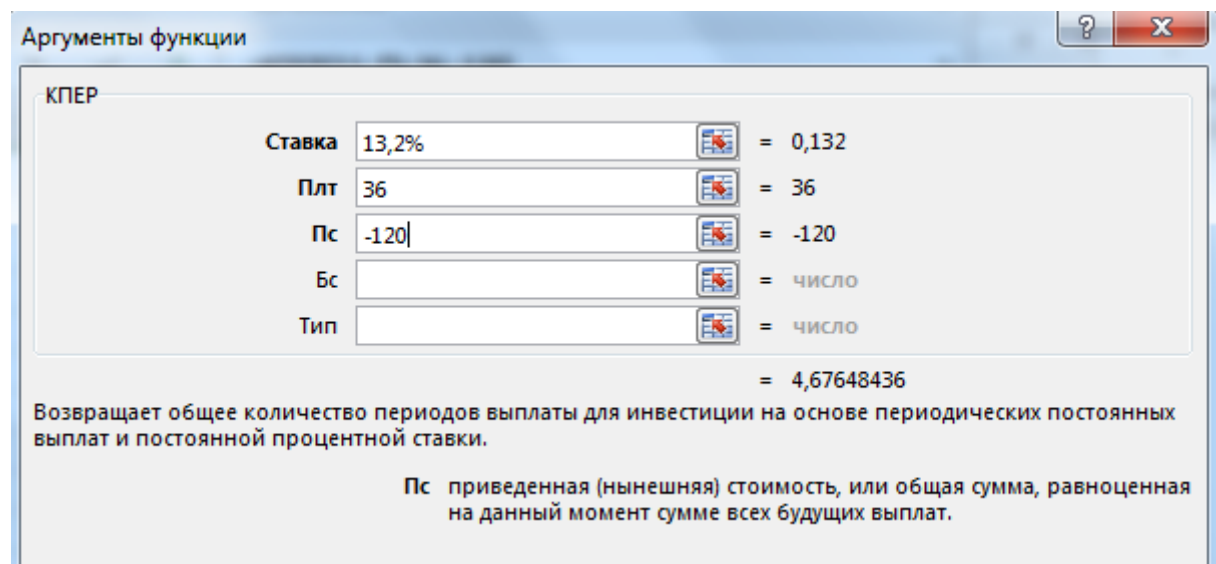 Аргументы функции
КПЕР
Ставка 13,2% = 0,132
Плт 36 = 36
Пс -120 = -120
Бс = число
Тип = число
= 4,67648436
Возвращает общее количество периодов выплаты для инвестиции на основе периодических постоянных
выплат и постоянной процентной ставки.
Пс приведенная (нынешняя) стоимость, или общая сумма, равноценная
на данный момент сумме всех будущих выплат.